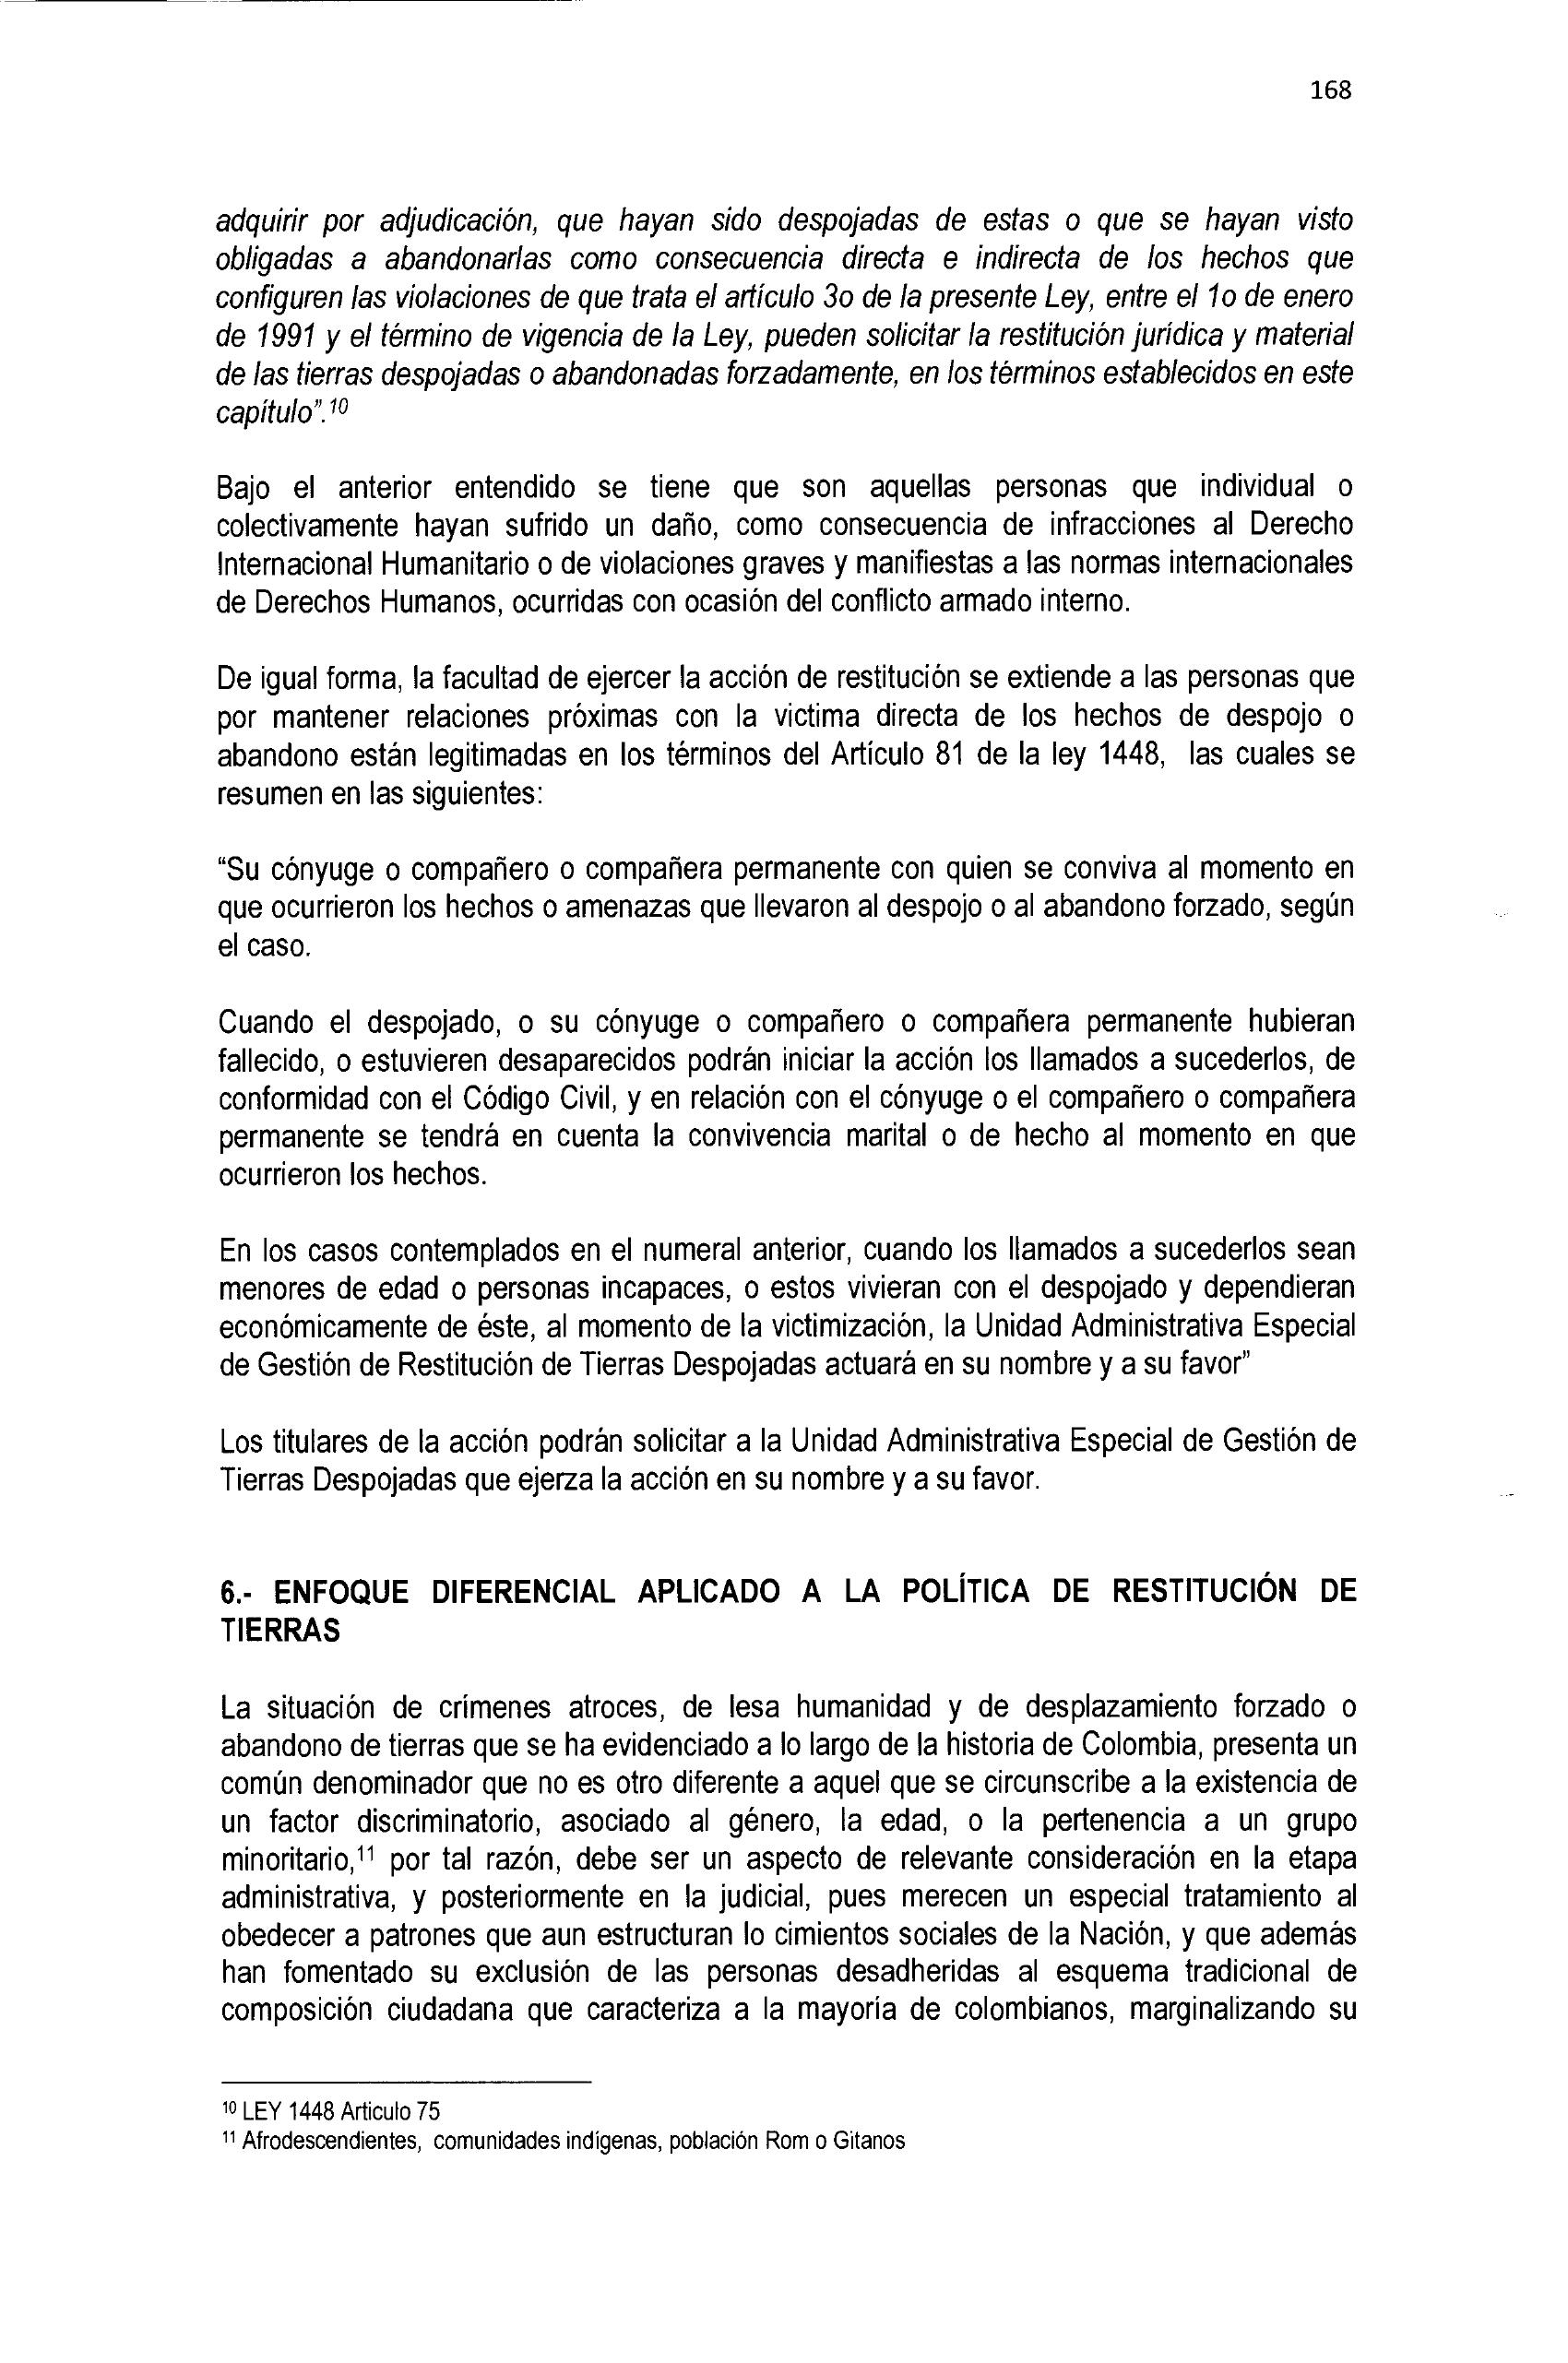 168
adquirir por adjudicación, que hayan sido despojadas de estas o que se hayan visto
obligadas a abandonarlas como consecuencia directa e indirecta de los hechos que
configuren las violaciones de que trata el artículo 3o de la presente Ley, entre el 1o de enero
de 1991 y el término de vigencia de la Ley, pueden solicitar la restitución jurídica y material
de las tierras despojadas o abandonadas forzadamente, en los términos establecidos en este
capítulo”.10
Bajo el anterior entendido se tiene que son aquellas personas que individual o
colectivamente hayan sufrido un daño, como consecuencia de infracciones al Derecho
Internacional Humanitario o de violaciones graves y manifiestas a las normas internacionales
de Derechos Humanos, ocurridas con ocasión del conflicto armado interno.
De igual forma, la facultad de ejercer la acción de restitución se extiende a las personas que
por mantener relaciones próximas con la victima directa de los hechos de despojo o
abandono están legitimadas en los términos del Artículo 81 de la ley 1448, las cuales se
resumen en las siguientes:
“Su cónyuge o compañero o compañera permanente con quien se conviva al momento en
que ocurrieron los hechos o amenazas que llevaron al despojo o al abandono forzado, según
el caso.
Cuando el despojado, o su cónyuge o compañero o compañera permanente hubieran
fallecido, o estuvieren desaparecidos podrán iniciar la acción los llamados a sucederlos, de
conformidad con el Código Civil, y en relación con el cónyuge o el compañero o compañera
permanente se tendrá en cuenta la convivencia marital o de hecho al momento en que
ocurrieron los hechos.
En los casos contemplados en el numeral anterior, cuando los llamados a sucederlos sean
menores de edad o personas incapaces, o estos vivieran con el despojado y dependieran
económicamente de éste, al momento de la victimización, la Unidad Administrativa Especial
de Gestión de Restitución de Tierras Despojadas actuará en su nombre y a su favor”
Los titulares de la acción podrán solicitar a la Unidad Administrativa Especial de Gestión de
Tierras Despojadas que ejerza la acción en su nombre y a su favor.
6.- ENFOQUE DIFERENCIAL APLICADO A LA POLÍTICA DE RESTITUCIÓN DE
TIERRAS
La situación de crímenes atroces, de lesa humanidad y de desplazamiento forzado o
abandono de tierras que se ha evidenciado a lo largo de la historia de Colombia, presenta un
común denominador que no es otro diferente a aquel que se circunscribe a la existencia de
un factor discriminatorio, asociado al género, la edad, o la pertenencia a un grupo
minoritario,11 por tal razón, debe ser un aspecto de relevante consideración en la etapa
administrativa, y posteriormente en la judicial, pues merecen un especial tratamiento al
obedecer a patrones que aun estructuran lo cimientos sociales de la Nación, y que además
han fomentado su exclusión de las personas desadheridas al esquema tradicional de
composición ciudadana que caracteriza a la mayoría de colombianos, marginalizando su
10 LEY 1448 Articulo 75
11 Afrodescendientes, comunidades indígenas, población Rom o Gitanos